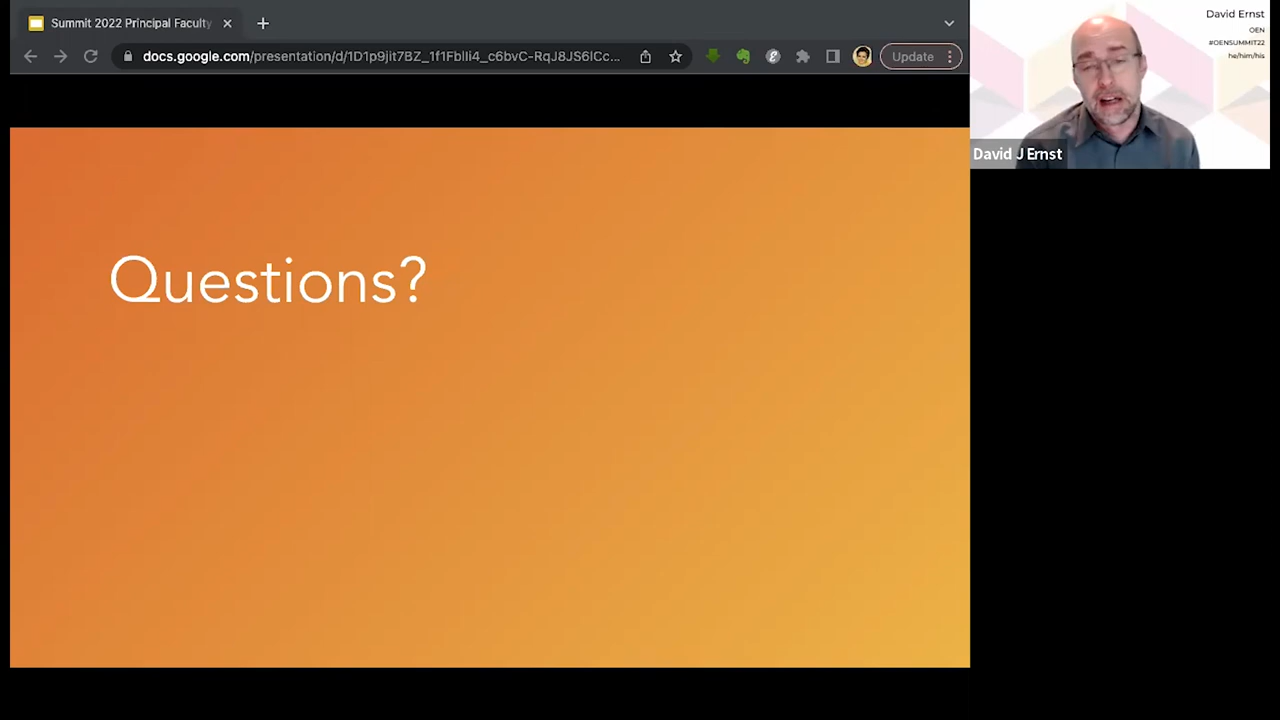 Summit 2022 Principal Faculty
docs.google.com/presentation/d/1D1p9jit7BZ_1f1FbIIi4_c6bvC-RqJ8JS6lCc...
Update
David Ernst
OEN
#OENSUMMIT22
he/him/his
David J Ernst
Questions?